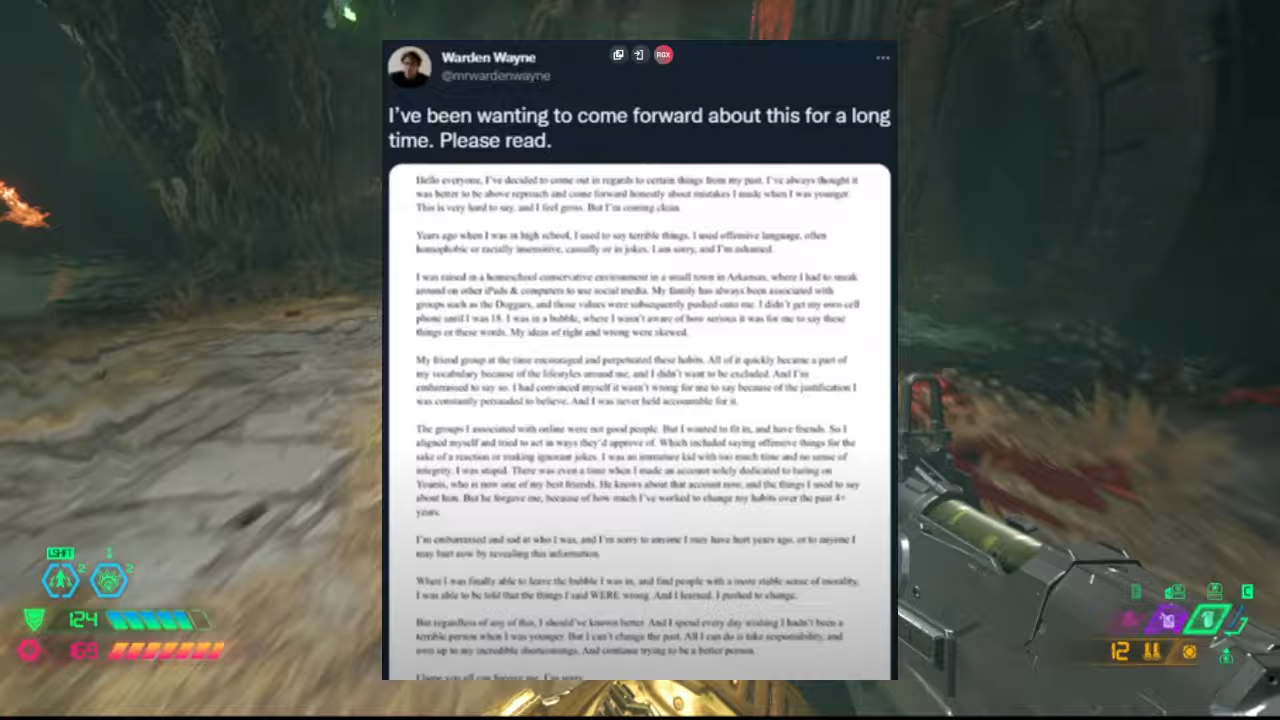 Warden Wayne
RGX
@mrwardenwayne
I've been wanting to come forward about this for a long
time. Please read.
Hello everyone, I've decided to come out in regards to certain things from my past. I've always thought it
was better to be above reproach and come forward honestly about mistakes I made when I was younger.
This is very hard to say, and I feel gross. But I'm coming clean.
Years ago when I was in high school, I used to say terrible things. I used offensive language, often
homophobic or racially insensitive, casually or in jokes. I am sorry, and I'm ashamed.
I was raised in a homeschool conservative environment in a small town in Arkansas, where I had to sneak
around on other iPads & computers to use social media. My family has always been associated with
groups such as the Duggars, and those values were subsequently pushed onto me. I didn't get my own cell
phone until I was 18. I was in a bubble, where I wasn't aware of how serious it was for me to say these
things or these words. My ideas of right and wrong were skewed.
My friend group at the time encouraged and perpetuated these habits. All of it quickly became a part of
my vocabulary because of the lifestyles around me, and I didn't want to be excluded. And I'm
embarrassed to say so. I had convinced myself it wasn't wrong for me to say because of the justification I
was constantly persuaded to believe. And I was never held accountable for it.
The groups I associated with online were not good people. But I wanted to fit in, and have friends. So I
aligned myself and tried to act in ways they'd approve of. Which included saying offensive things for the
sake of a reaction or making ignorant jokes. I was an immature kid with too much time and no sense of
integrity. I was stupid. There was even a time when I made an account solely dedicated to hating on
who is now one of my best friends. He knows about that account now, and the things I used to say
about him. But he forgave me, because of how much I've worked to change my habits over the past 4+
years.
I'm embarrassed and sad at who I was, and I'm sorry to anyone I may have hurt years ago, or to anyone I
may hurt now by revealing this information.
When I was finally able to leave the bubble I was in, and find people with a more stable sense of morality,
I was able to be told that the things I said WERE wrong. And I learned. I pushed to change.
But regardless of any of this, I should've known better. And I spend every day wishing I hadn't been a
terrible person when I was younger. But I can't change the past. All I can do is take responsibility, and
own up to my incredible shortcomings. And continue trying to be a better person.
I hope you all can forgive me. I'm sorry.
LSHFT
2
2
124
169
12
C